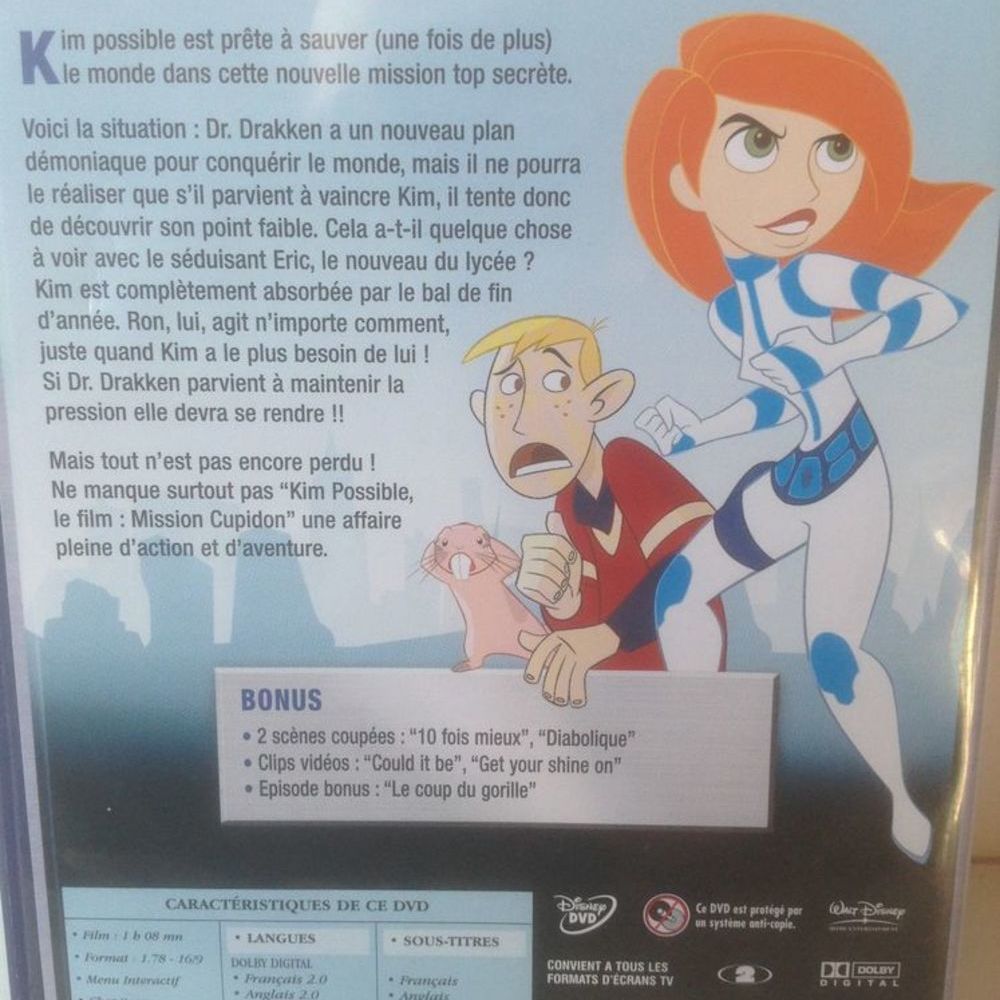 Kim possible est prête à sauver (une fois de plus)
le monde dans cette nouvelle mission top secrète.
Voici la situation : Dr. Drakken a un nouveau plan
démoniaque pour conquérir le monde, mais il ne pourra
le réaliser que s'il parvient à vaincre Kim, il tente donc
de découvrir son point faible. Cela a-t-il quelque chose
à voir avec le séduisant Eric, le nouveau du lycée ?
Kim est complètement absorbée par le bal de fin
d'année. Ron, lui, agit n'importe comment,
juste quand Kim a le plus besoin de lui !
Si Dr. Drakken parvient à maintenir la
pression elle devra se rendre !!
Mais tout n'est pas encore perdu !
Ne manque surtout pas "Kim Possible,
le film : Mission Cupidon" une affaire
pleine d'action et d'aventure.
BONUS
• 2 scènes coupées : "10 fois mieux", "Diabolique"
• Clips vidéos : "Could it be", "Get your shine on"
• Episode bonus : "Le coup du gorille"
CARACTÉRISTIQUES DE CE DVD
• Film : 1 h 08 mn
• Format : 1.78 - 16/9
• Menu Interactif
• LANGUES
DOLBY DIGITAL
• Français 2.0
• Anglais 2.0
• SOUS-TITRES
• Français
• Anglais
Disney
DVD
Ce DVD est protégé par
un système anti-copie.
Walt Disney
CONVIENT A TOUS LES
FORMATS D'ÉCRANS TV
2
DOLBY
DIGITAL